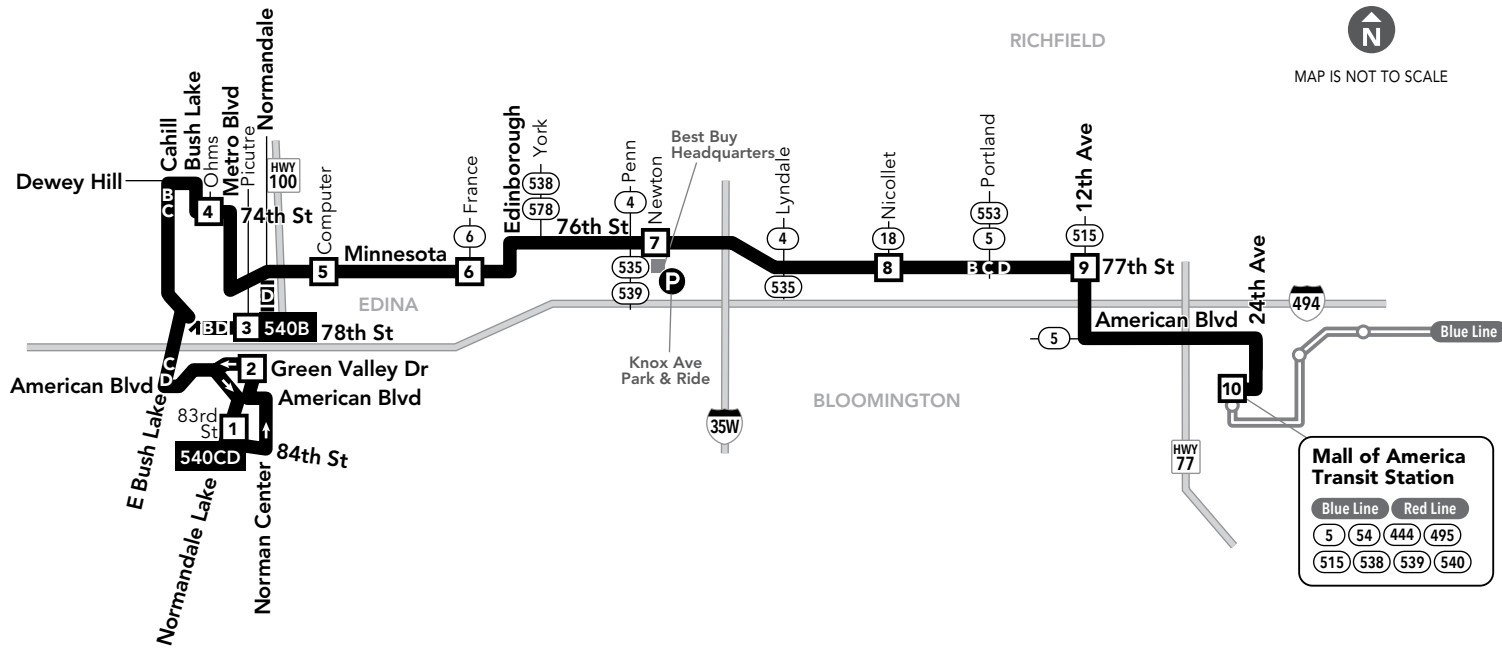 RICHFIELD
N
MAP IS NOT TO SCALE
Dewey Hill
Cahill
Bush Lake
Ohms
Metro Blvd
Picutre
Normandale
HWY
100
B
C
4
74th St
Computer
Minnesota
5
France
6
6
Edinborough
York
538
578
76th St
Penn
4
Newton
7
535
539
Best Buy
Headquarters
P
Knox Ave
Park & Ride
Lyndale
4
535
Nicollet
18
8
Portland
553
5
B C D
12th Ave
515
9
77th St
24th Ave
494
American Blvd
5
Blue Line
10
EDINA
D
B D
3
540B
78th St
2
Green Valley Dr
C
D
American Blvd
American Blvd
83rd
St
1
540CD
84th St
E Bush Lake
Normandale Lake
Norman Center
35W
BLOOMINGTON
HWY
77
Mall of America
Transit Station
Blue Line Red Line
5 54 444 495
515 538 539 540